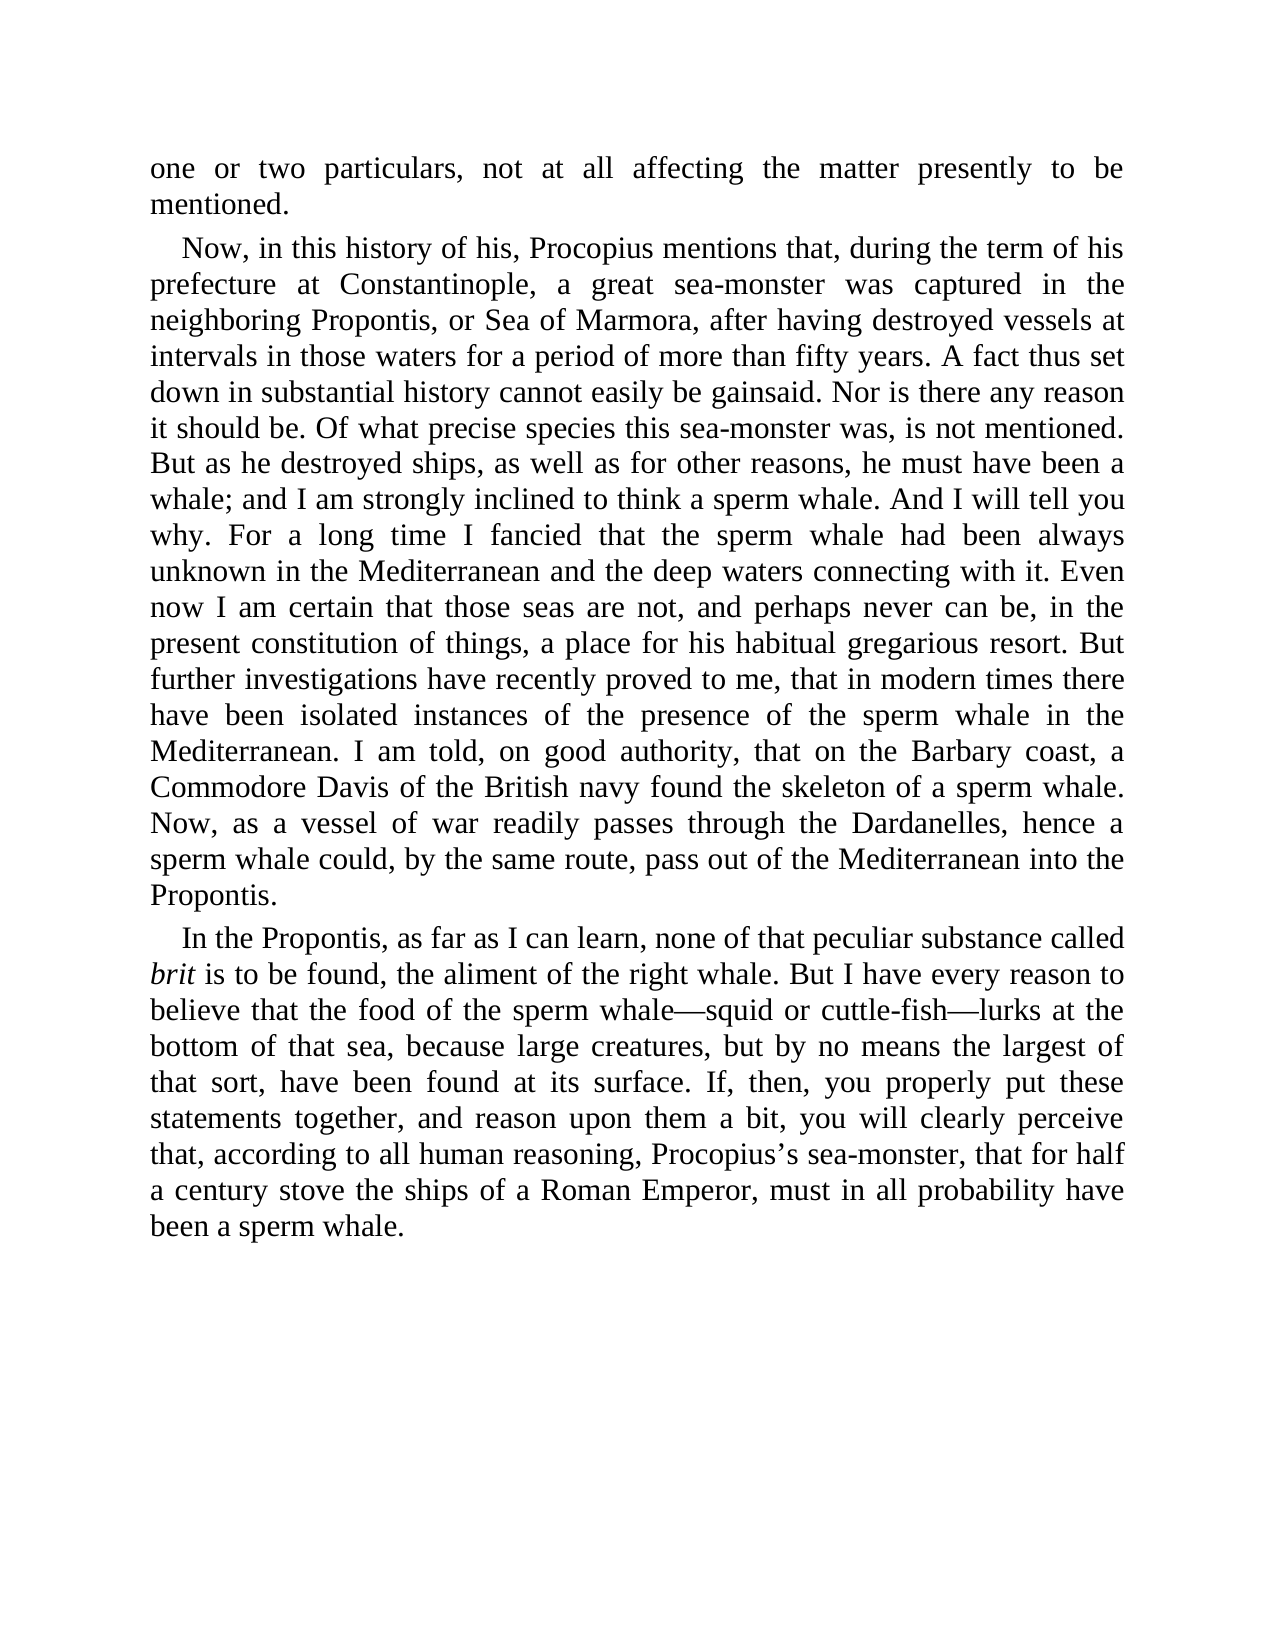 one or two particulars, not at all affecting the matter presently to be
mentioned.
Now, in this history of his, Procopius mentions that, during the term of his
prefecture at Constantinople, a great sea-monster was captured in the
neighboring Propontis, or Sea of Marmora, after having destroyed vessels at
intervals in those waters for a period of more than fifty years. A fact thus set
down in substantial history cannot easily be gainsaid. Nor is there any reason
it should be. Of what precise species this sea-monster was, is not mentioned.
But as he destroyed ships, as well as for other reasons, he must have been a
whale; and I am strongly inclined to think a sperm whale. And I will tell you
why. For a long time I fancied that the sperm whale had been always
unknown in the Mediterranean and the deep waters connecting with it. Even
now I am certain that those seas are not, and perhaps never can be, in the
present constitution of things, a place for his habitual gregarious resort. But
further investigations have recently proved to me, that in modern times there
have been isolated instances of the presence of the sperm whale in the
Mediterranean. I am told, on good authority, that on the Barbary coast, a
Commodore Davis of the British navy found the skeleton of a sperm whale.
Now, as a vessel of war readily passes through the Dardanelles, hence a
sperm whale could, by the same route, pass out of the Mediterranean into the
Propontis.
In the Propontis, as far as I can learn, none of that peculiar substance called
brit is to be found, the aliment of the right whale. But I have every reason to
believe that the food of the sperm whale—squid or cuttle-fish—lurks at the
bottom of that sea, because large creatures, but by no means the largest of
that sort, have been found at its surface. If, then, you properly put these
statements together, and reason upon them a bit, you will clearly perceive
that, according to all human reasoning, Procopius’s sea-monster, that for half
a century stove the ships of a Roman Emperor, must in all probability have
been a sperm whale.